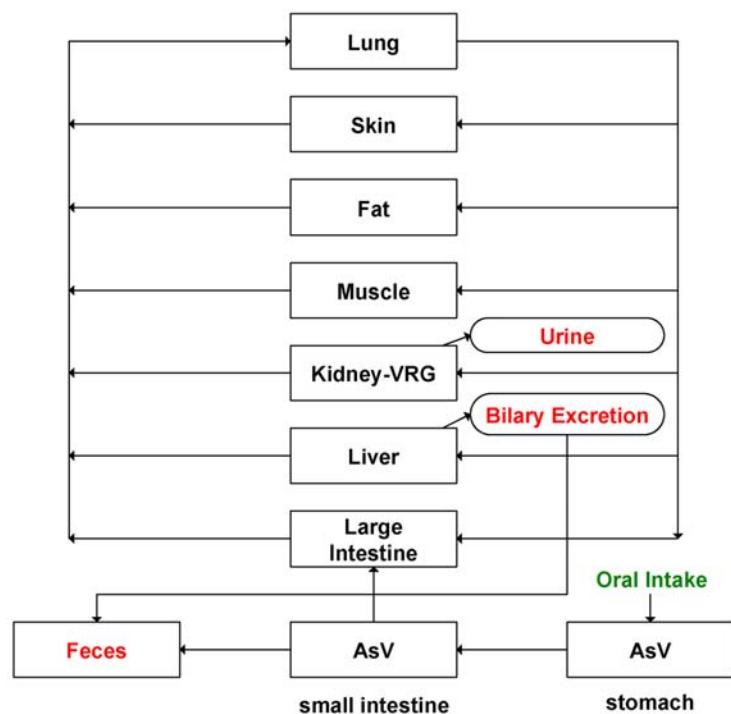 Lung
Skin
Fat
Muscle
Urine
Kidney-VRG
Bilary Excretion
Liver
Large
Intestine
Oral Intake
Feces
AsV
AsV
small intestine
stomach